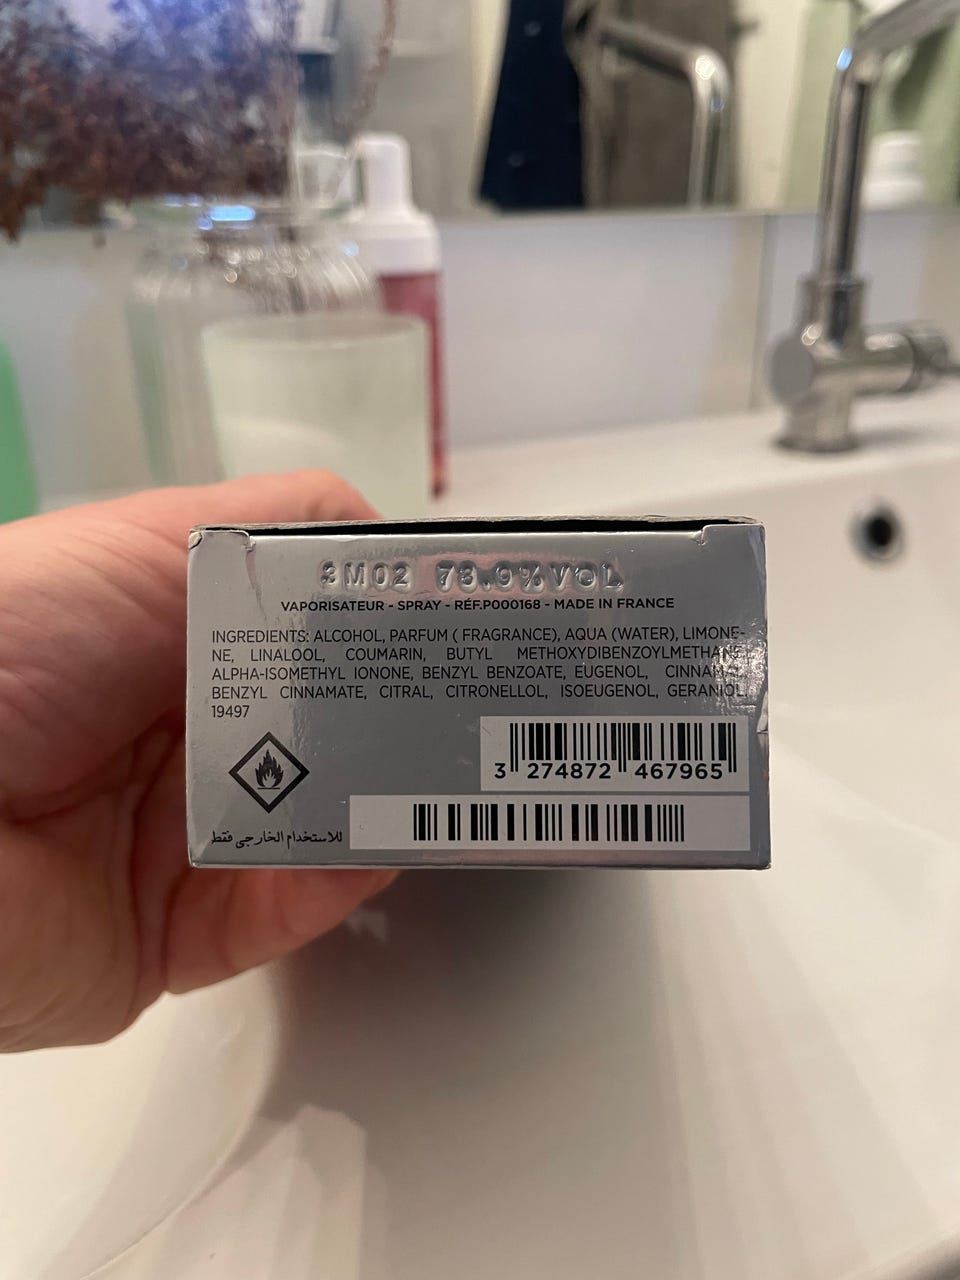 3M02 78.0%VOL
VAPORISATEUR - SPRAY - RÉF.P000168 - MADE IN FRANCE
INGREDIENTS: ALCOHOL, PARFUM ( FRAGRANCE), AQUA (WATER), LIMONE-
NE, LINALOOL, COUMARIN, BUTYL METHOXYDIBENZOYLMETHANE,
ALPHA-ISOMETHYL IONONE, BENZYL BENZOATE, EUGENOL, CINNAMAL,
BENZYL CINNAMATE, CITRAL, CITRONELLOL, ISOEUGENOL, GERANIOL.
19497
3 274872 467965
للاستخدام الخارجي فقط